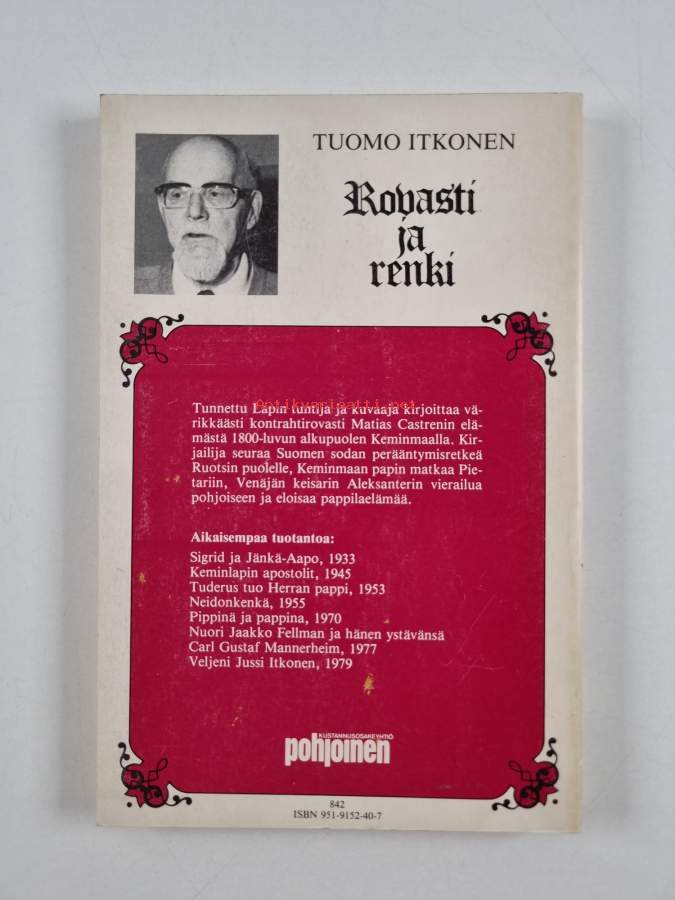 TUOMO ITKONEN
Rovasti
ja
renki
antikvariaatti.net
Tunnettu Lapin tuntija ja kuvaaja kirjoittaa vä-
rikkäästi kontrahtirovasti Matias Castrenin elä-
mästä 1800-luvun alkupuolen Keminmaalla. Kir-
jailija seuraa Suomen sodan perääntymisretkeä
Ruotsin puolelle, Keminmaan papin matkaa Pie-
tariin, Venäjän keisarin Aleksanterin vierailua
pohjoiseen ja eloisaa pappilaelämää.
Aikaisempaa tuotantoa:
Sigrid ja Jänkä-Aapo, 1933
Keminlapin apostolit, 1945
Tuderus tuo Herran pappi, 1953
Neidonkenkä, 1955
Pippinä ja pappina, 1970
Nuori Jaakko Fellman ja hänen ystävänsä
Carl Gustaf Mannerheim, 1977
Veljeni Jussi Itkonen, 1979
KUSTANNUSOSAKEYHTIÖ
pohjoinen
842
ISBN 951-9152-40-7